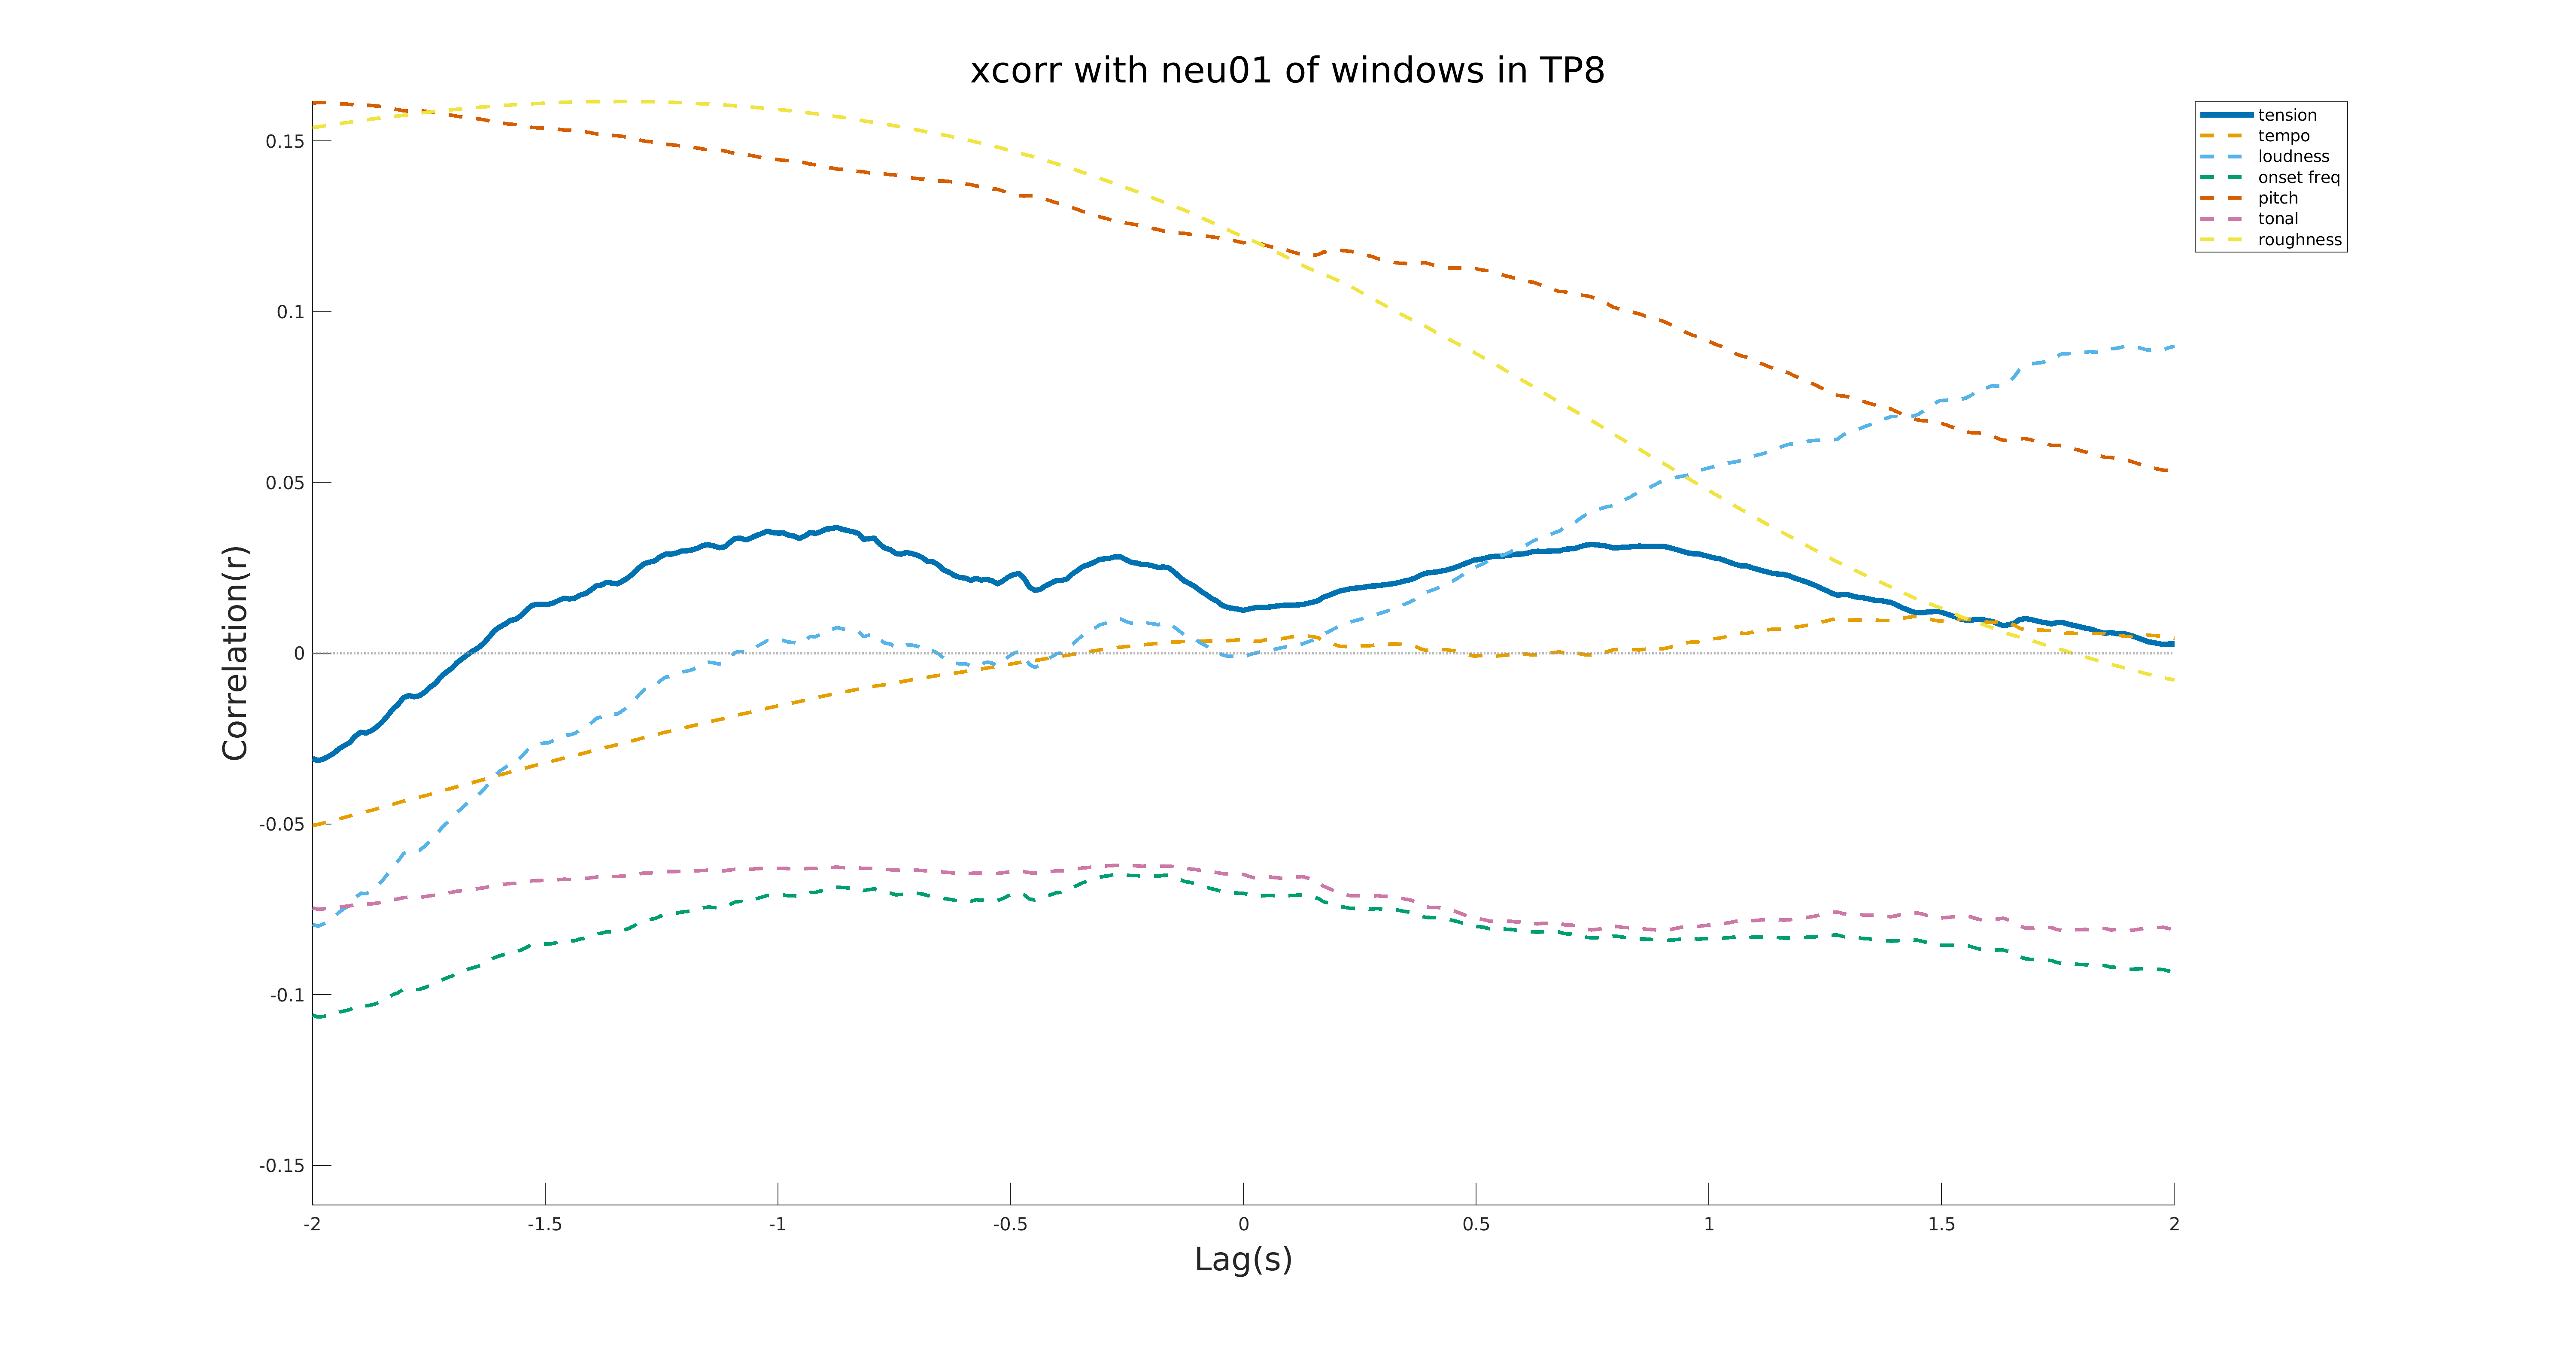 xcorr with neu01 of windows in TP8
tension
tempo
loudness
onset freq
pitch
tonal
roughness
Correlation(r)
0.15
0.1
0.05
0
-0.05
-0.1
-0.15
-2
-1.5
-1
-0.5
0
0.5
1
1.5
2
Lag(s)